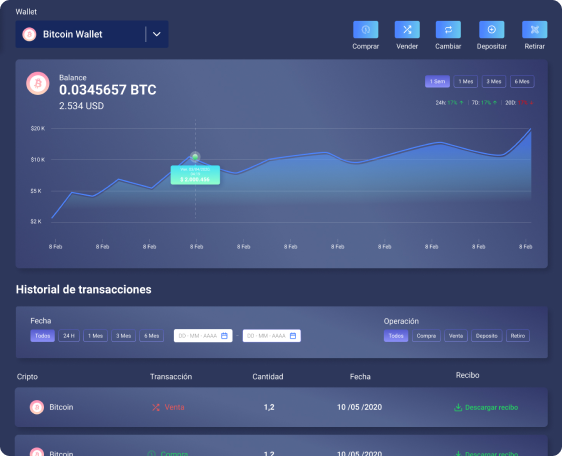 Wallet
Bitcoin Wallet
Comprar Vender Cambiar Depositar Retirar
Balance
0.0345657 BTC
2.534 USD
1 Sem 1 Mes 3 Mes 6 Mes
24h: 17% 7D: 17% 20D:
$20 K
$10 K
$5 K
$2 K
8 Feb 8 Feb 8 Feb 8 Feb 8 Feb 8 Feb 8 Feb 8 Feb 8 Feb 8 Feb 8 Feb
Historial de transacciones
Fecha Operación
Todos 24 H 1 Mes 3 Mes 6 Mes DD - MM - AAAA DD - MM - AAAA Todos Compra Venta Deposito Retiro
Cripto Transacción Cantidad Fecha Recibo
Bitcoin Venta 1,2 10 /05 /2020 Descargar recibo
Bitcoin Compra 1,2 10 /05 /2020 Descargar recibo